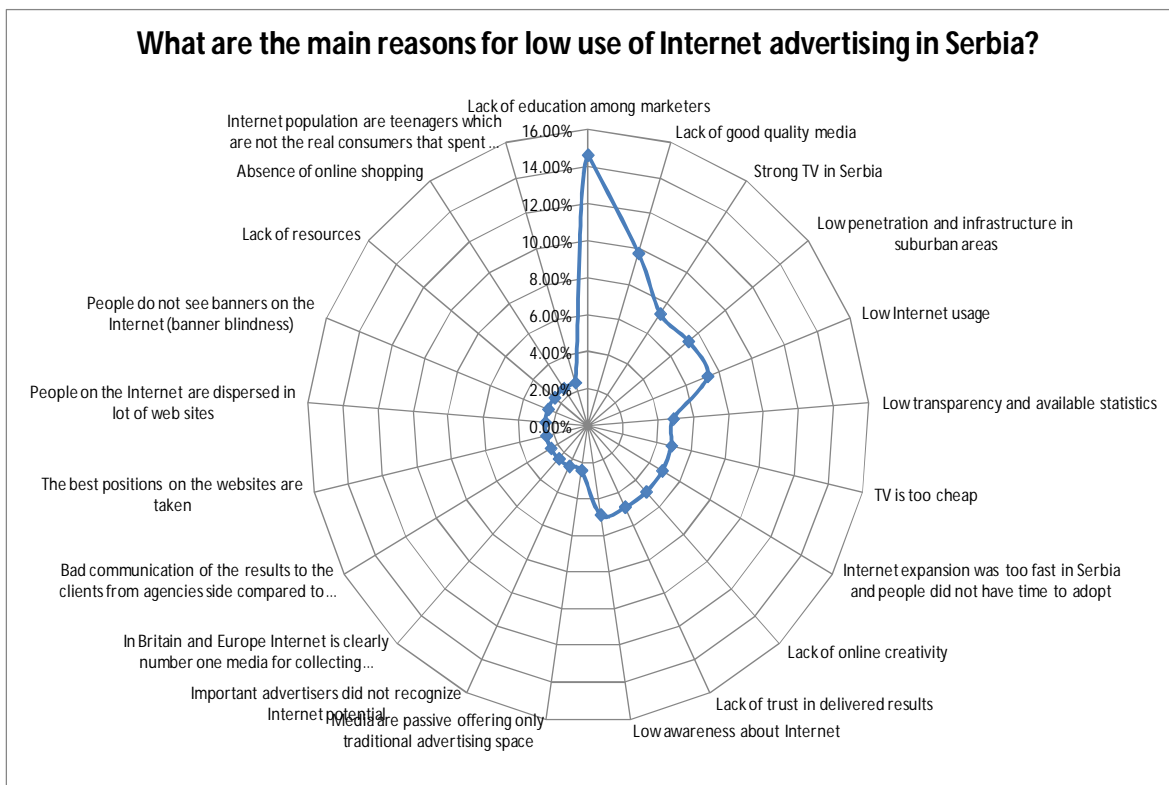 What are the main reasons for low use of Internet advertising in Serbia?
Lack of education among marketers
Lack of good quality media
Strong TV in Serbia
Low penetration and infrastructure in
suburban areas
Low Internet usage
Low transparency and available statistics
TV is too cheap
Internet expansion was too fast in Serbia
and people did not have time to adopt
Lack of online creativity
Lack of trust in delivered results
Low awareness about Internet
Media are passive offering only
traditional advertising space
Important advertisers did not recognize
Internet potential
In Britain and Europe Internet is clearly
number one media for collecting...
Bad communication of the results to the
clients from agencies side compared to...
The best positions on the websites are
taken
People on the Internet are dispersed in
lot of web sites
People do not see banners on the
Internet (banner blindness)
Lack of resources
Absence of online shopping
Internet population are teenagers which
are not the real consumers that spent...
16.00%
14.00%
12.00%
10.00%
8.00%
6.00%
4.00%
2.00%
0.00%